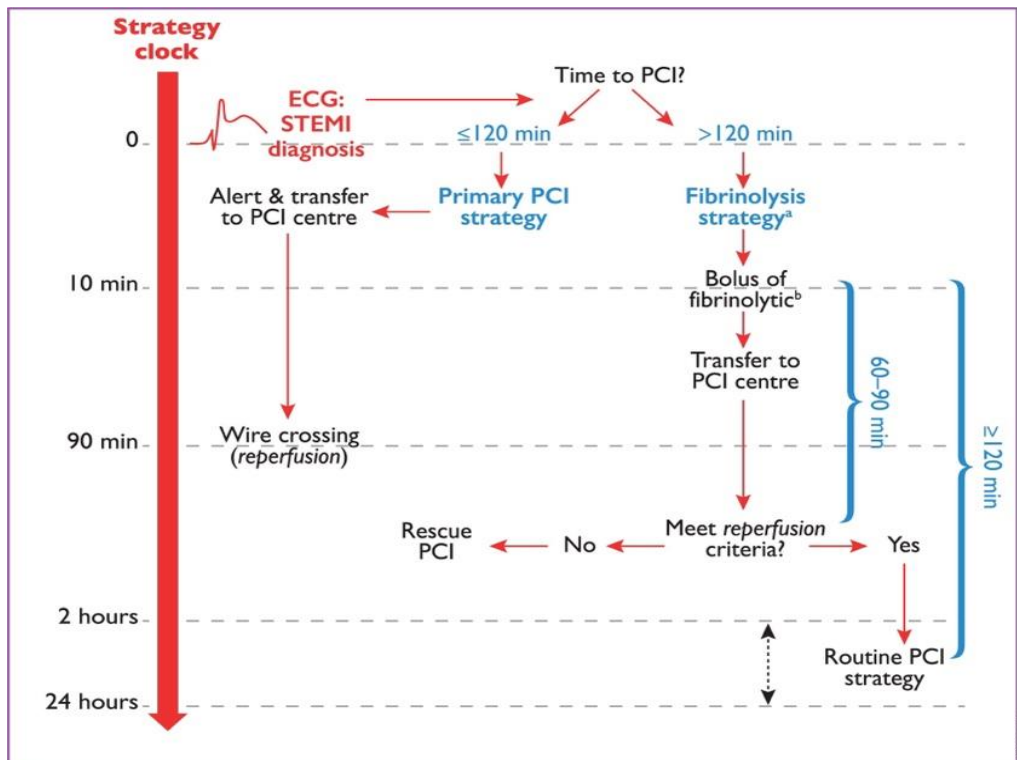 Strategy
clock
Time to PCI?
ECG:
STEMI
diagnosis
0
≤120 min
>120 min
Alert & transfer
to PCI centre
Primary PCI
strategy
Fibrinolysis
strategyᵃ
10 min
Bolus of
fibrinolyticᵇ
Transfer to
PCI centre
60–90 min
≥120 min
90 min
Wire crossing
(reperfusion)
Rescue
PCI
No
Meet reperfusion
criteria?
Yes
2 hours
Routine PCI
strategy
24 hours